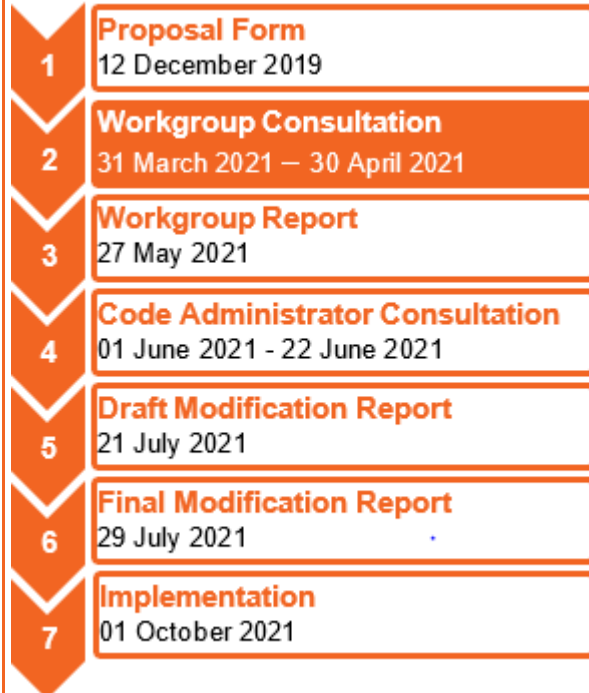 1
Proposal Form
12 December 2019
2
Workgroup Consultation
31 March 2021 – 30 April 2021
3
Workgroup Report
27 May 2021
4
Code Administrator Consultation
01 June 2021 - 22 June 2021
5
Draft Modification Report
21 July 2021
6
Final Modification Report
29 July 2021
7
Implementation
01 October 2021